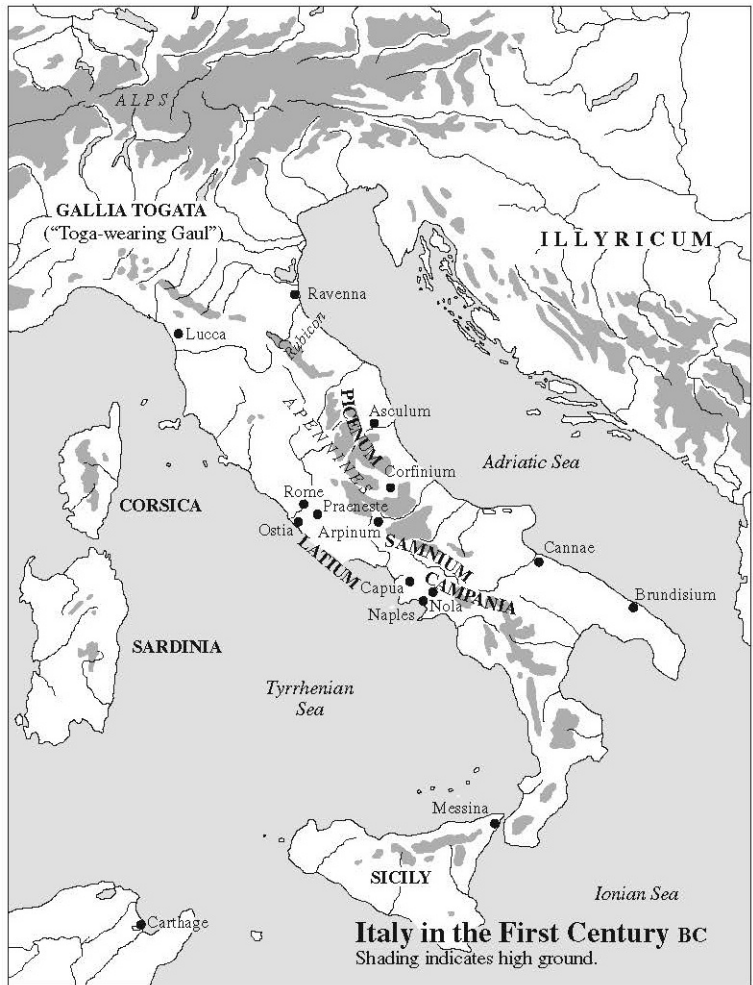 ALPS
GALLIA TOGATA
(“Toga-wearing Gaul”)
ILLYRICUM
Ravenna
Rubicon
Lucca
APENNINES
PICENUM
Asculum
Adriatic Sea
Corfinium
CORSICA
Rome
Praeneste
Ostia
Arpinum
LATIUM
SAMNIUM
Cannae
Capua
CAMPANIA
Brundisium
Naples
Nola
SARDINIA
Tyrrhenian
Sea
Messina
SICILY
Ionian Sea
Carthage
Italy in the First Century BC
Shading indicates high ground.